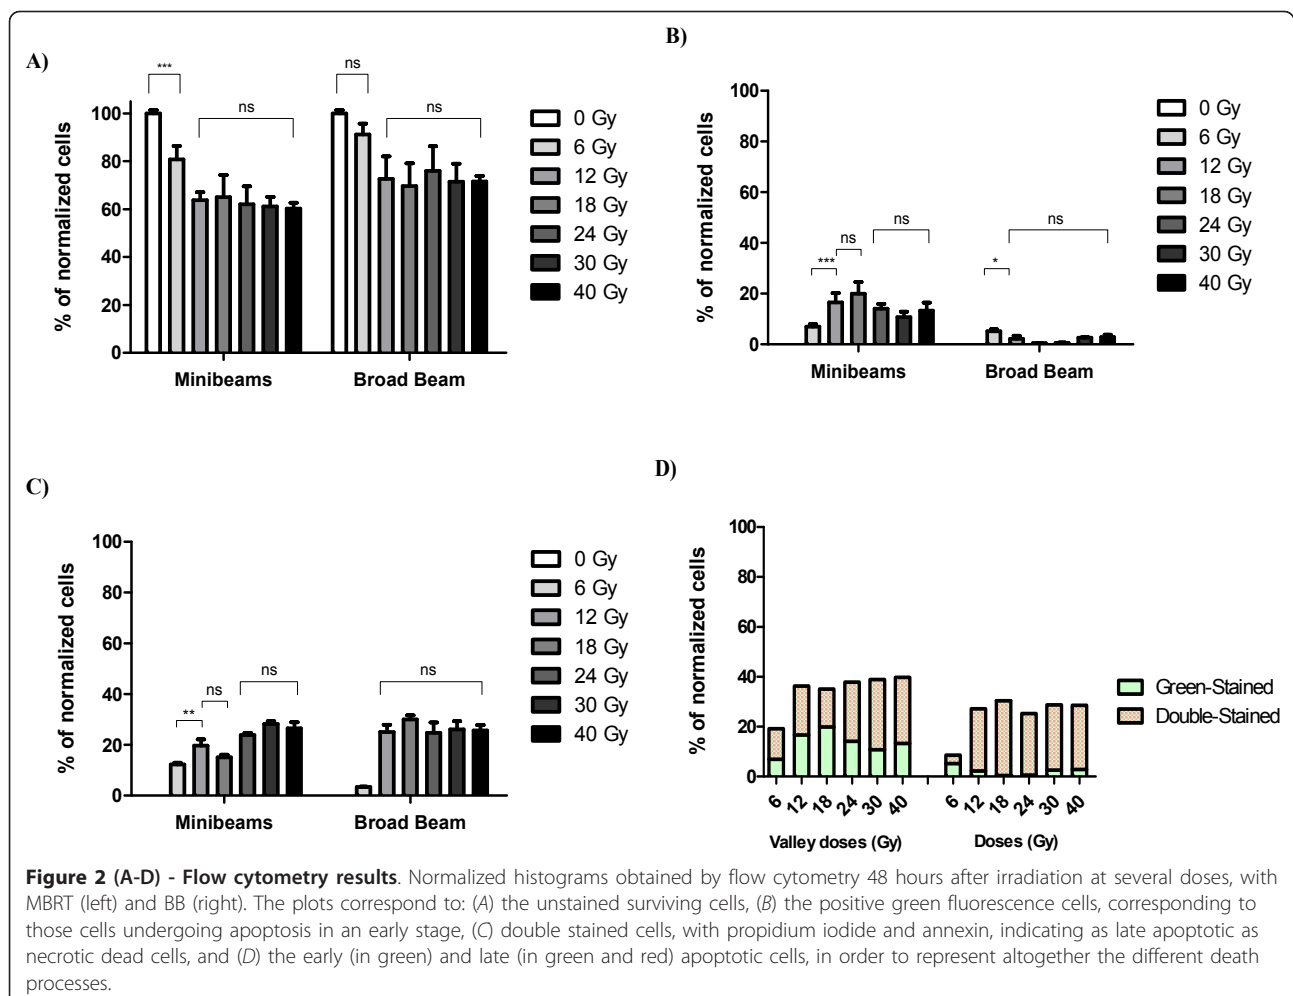 A)
***
ns
ns
ns
% of normalized cells
100
80
60
40
20
0
Minibeams
Broad Beam
0 Gy
6 Gy
12 Gy
18 Gy
24 Gy
30 Gy
40 Gy
B)
% of normalized cells
100
80
60
40
20
0
***
ns
ns
*
ns
Minibeams
Broad Beam
0 Gy
6 Gy
12 Gy
18 Gy
24 Gy
30 Gy
40 Gy
C)
% of normalized cells
100
80
60
40
20
0
**
ns
ns
ns
Minibeams
Broad Beam
0 Gy
6 Gy
12 Gy
18 Gy
24 Gy
30 Gy
40 Gy
D)
% of normalized cells
100
80
60
40
20
0
6 12 18 24 30 40
6 12 18 24 30 40
Valley doses (Gy)
Doses (Gy)
Green-Stained
Double-Stained
Figure 2 (A-D) - Flow cytometry results. Normalized histograms obtained by flow cytometry 48 hours after irradiation at several doses, with
MBRT (left) and BB (right). The plots correspond to: (A) the unstained surviving cells, (B) the positive green fluorescence cells, corresponding to
those cells undergoing apoptosis in an early stage, (C) double stained cells, with propidium iodide and annexin, indicating as late apoptotic as
necrotic dead cells, and (D) the early (in green) and late (in green and red) apoptotic cells, in order to represent altogether the different death
processes.